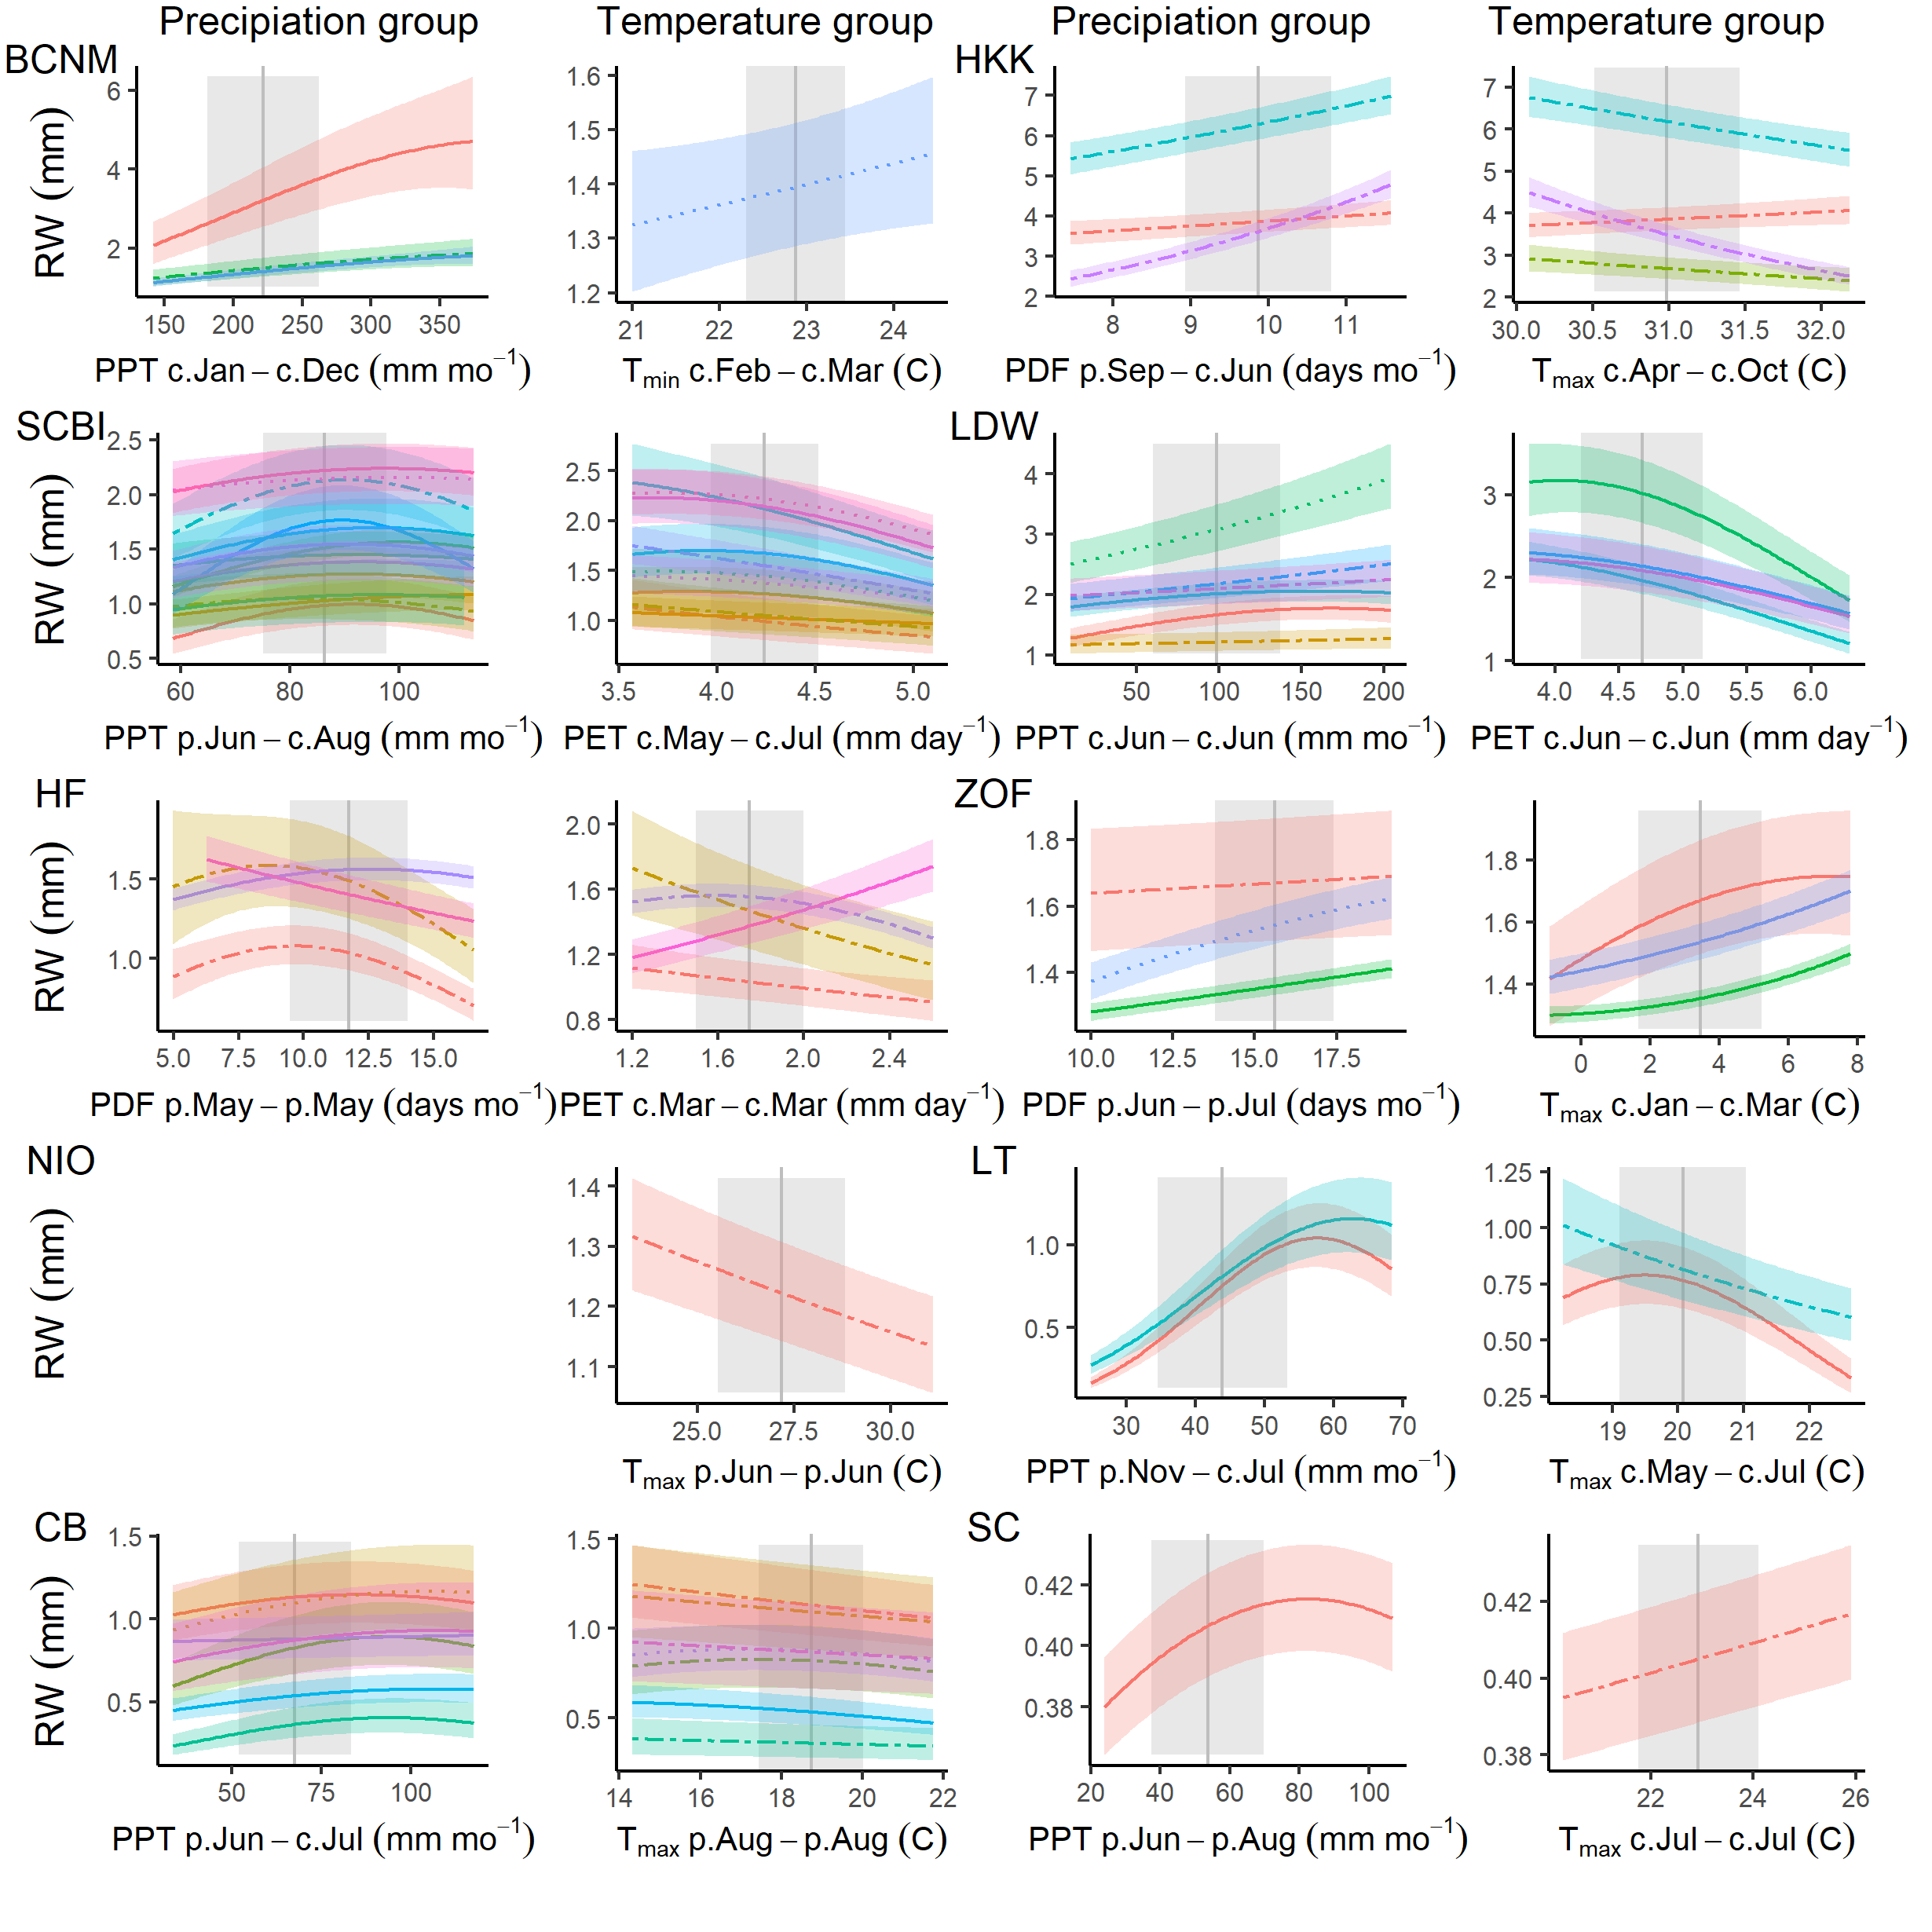 Precipiation group Temperature group Precipiation group Temperature group
BCNM HKK
RW (mm)
6 4 2
150 200 250 300 350
PPT c.Jan – c.Dec (mm mo⁻¹)
1.6 1.5 1.4 1.3 1.2
21 22 23 24
Tmin c.Feb – c.Mar (C)
7 6 5 4 3 2
8 9 10 11
PDF p.Sep – c.Jun (days mo⁻¹)
7 6 5 4 3 2
30.0 30.5 31.0 31.5 32.0
Tmax c.Apr – c.Oct (C)
SCBI LDW
RW (mm)
2.5 2.0 1.5 1.0 0.5
60 80 100
PPT p.Jun – c.Aug (mm mo⁻¹)
2.5 2.0 1.5 1.0
3.5 4.0 4.5 5.0
PET c.May – c.Jul (mm day⁻¹)
4 3 2 1
50 100 150 200
PPT c.Jun – c.Jun (mm mo⁻¹)
3 2 1
4.0 4.5 5.0 5.5 6.0
PET c.Jun – c.Jun (mm day⁻¹)
HF ZOF
RW (mm)
1.5 1.0
5.0 7.5 10.0 12.5 15.0
PDF p.May – p.May (days mo⁻¹)
2.0 1.6 1.2 0.8
1.2 1.6 2.0 2.4
PET c.Mar – c.Mar (mm day⁻¹)
1.8 1.6 1.4
10.0 12.5 15.0 17.5
PDF p.Jun – p.Jul (days mo⁻¹)
1.8 1.6 1.4
0 2 4 6 8
Tmax c.Jan – c.Mar (C)
NIO LT
RW (mm)
1.4 1.3 1.2 1.1
25.0 27.5 30.0
Tmax p.Jun – p.Jun (C)
1.0 0.5
30 40 50 60 70
PPT p.Nov – c.Jul (mm mo⁻¹)
1.25 1.00 0.75 0.50 0.25
19 20 21 22
Tmax c.May – c.Jul (C)
CB SC
RW (mm)
1.5 1.0 0.5
50 75 100
PPT p.Jun – c.Jul (mm mo⁻¹)
1.5 1.0 0.5
14 16 18 20 22
Tmax p.Aug – p.Aug (C)
0.42 0.40 0.38
20 40 60 80 100
PPT p.Jun – p.Aug (mm mo⁻¹)
0.42 0.40 0.38
22 24 26
Tmax c.Jul – c.Jul (C)